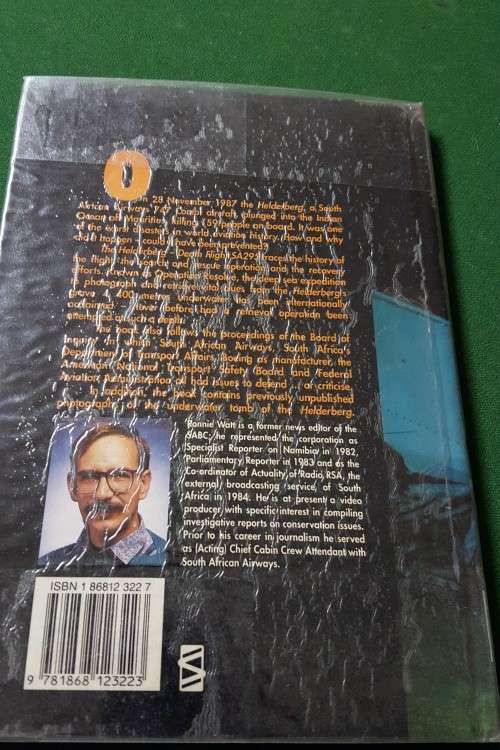 On 28 November 1987 the Helderberg, a South
African Airways 747 Combi aircraft, plunged into the Indian
Ocean off Mauritius, killing 159 people on board. It was one
of the worst disasters in world aviation history. How and why
did it happen – could it have been prevented?
The Helderberg – Death Flight SA295 traces the history of
the flight, the search and rescue operation and the recovery
efforts. Known as Operation Resolve, the deep sea expedition
to photograph and retrieve vital clues from the Helderberg's
grave 400 metres underwater has been internationally
acclaimed – never before had a retrieval operation been
attempted at such a depth.
The book also follows the proceedings of the Board of
Inquiry in which South African Airways, South Africa's
Department of Transport Affairs, Boeing as manufacturer, the
American National Transport Safety Board and Federal
Aviation Administration all had issues to defend or criticise.
In addition, the book contains previously unpublished
photographs of the underwater tomb of the Helderberg.
Ronnie Watt is a former news editor of the
SABC; he represented the corporation as
Specialist Reporter on Namibia in 1982,
Parliamentary Reporter in 1983 and as the
Co-ordinator of Actuality of Radio RSA, the
external broadcasting service of South
Africa in 1984. He is at present a video
producer with specific interest in compiling
investigative reports on conservation issues.
Prior to his career in journalism he served
as (Acting) Chief Cabin Crew Attendant with
South African Airways.
ISBN 1 86812 322 7
9 781868 123223